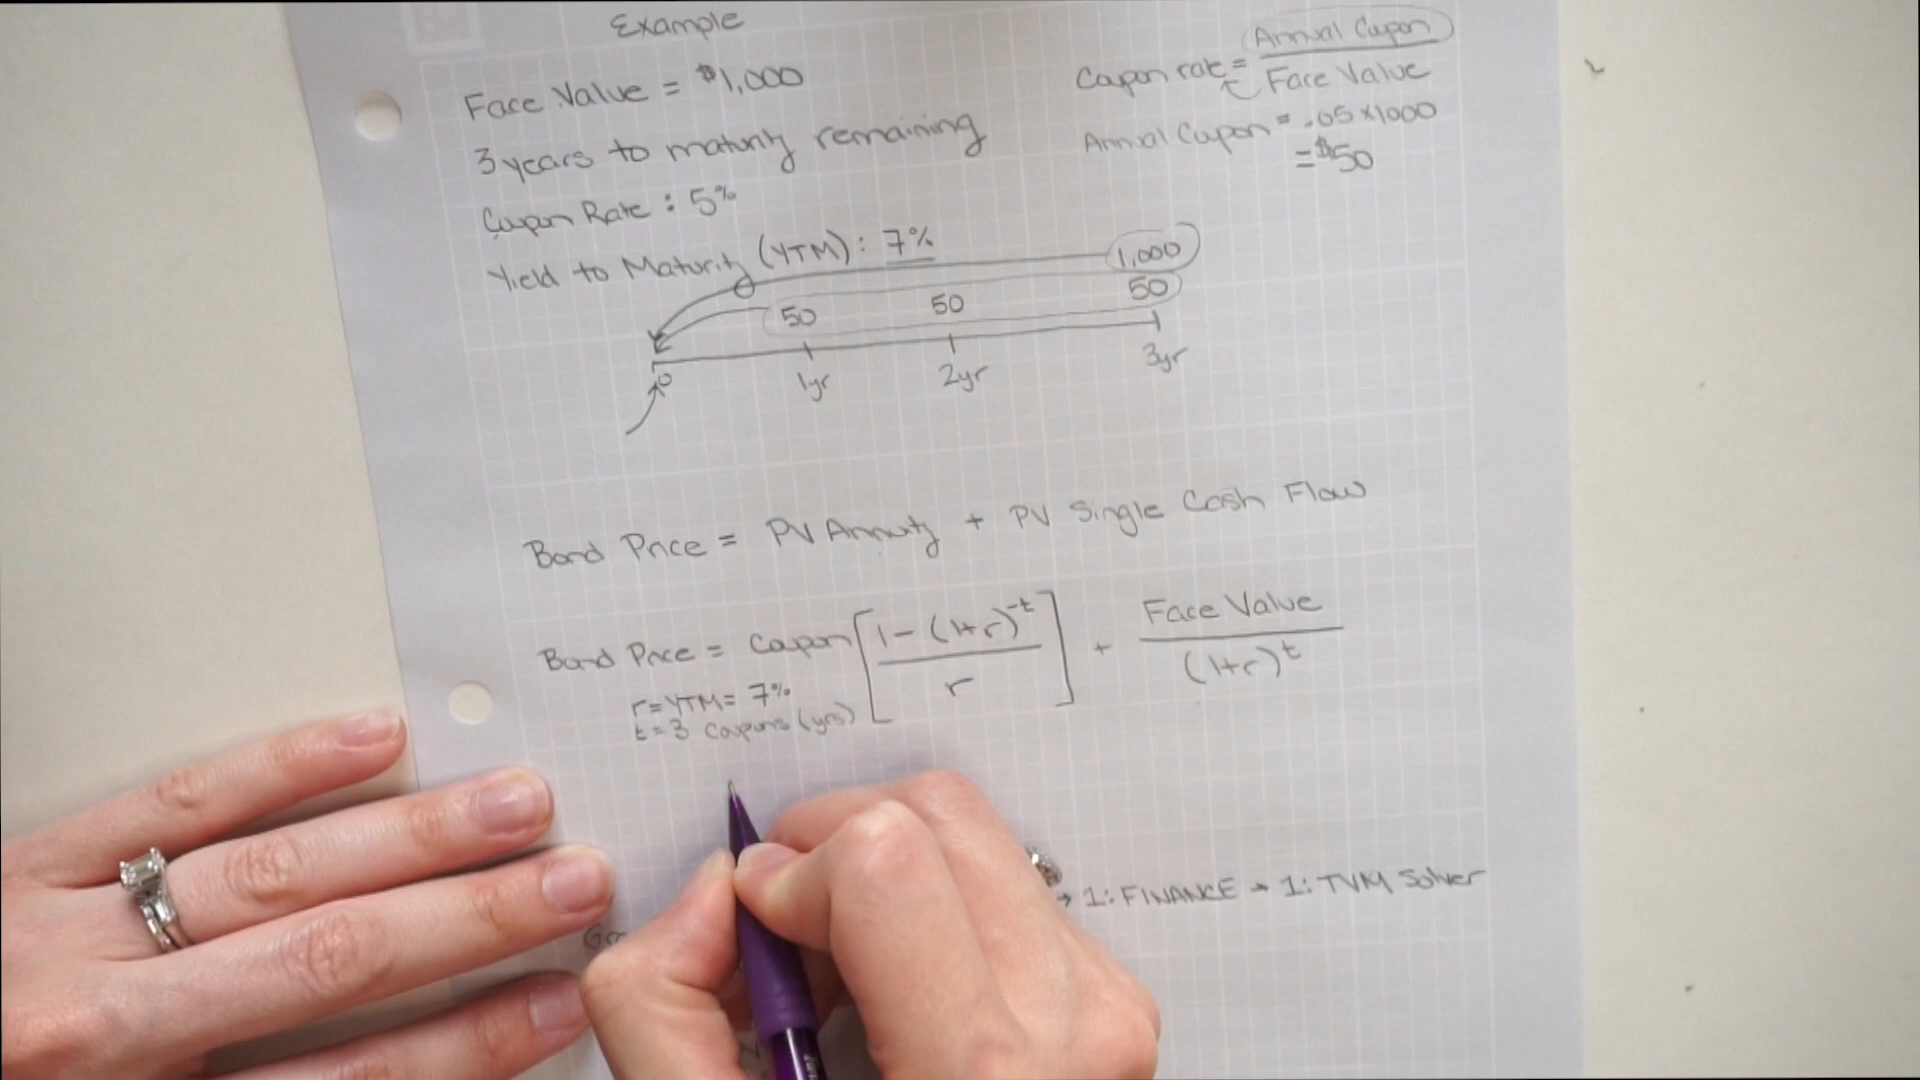 Example
Face Value = $1,000
3 years to maturity remaining
Coupon Rate : 5%
Yield to Maturity (YTM): 7%
Coupon rate = Annual Coupon
Face Value
Annual Coupon = .05 x 1000
= $50
1,000
50 50 50
0 1yr 2yr 3yr
Bond Price = PV Annuity + PV Single Cash Flow
Bond Price = Coupon [ 1 - (1+r)^-t / r ] + Face Value / (1+r)^t
r = YTM = 7%
t = 3 coupons (yrs)
→ 1: FINANCE → 1: TVM Solver